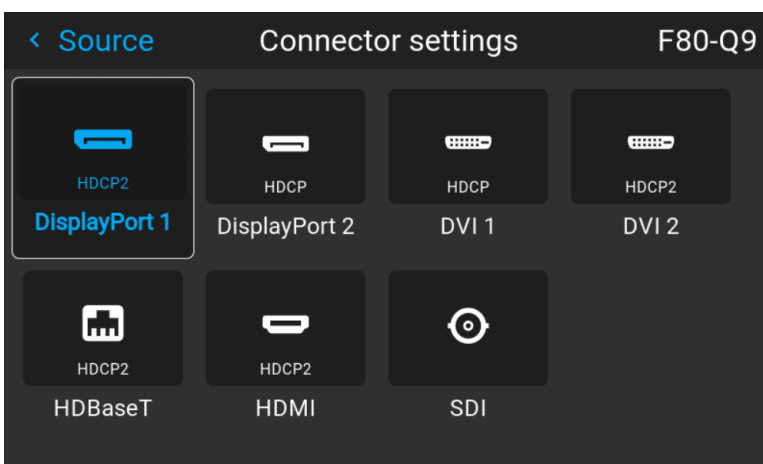 Source Connector settings F80-Q9
HDCP2 HDCP HDCP HDCP2
DisplayPort 1 DisplayPort 2 DVI 1 DVI 2
HDCP2 HDCP2
HDBaseT HDMI SDI